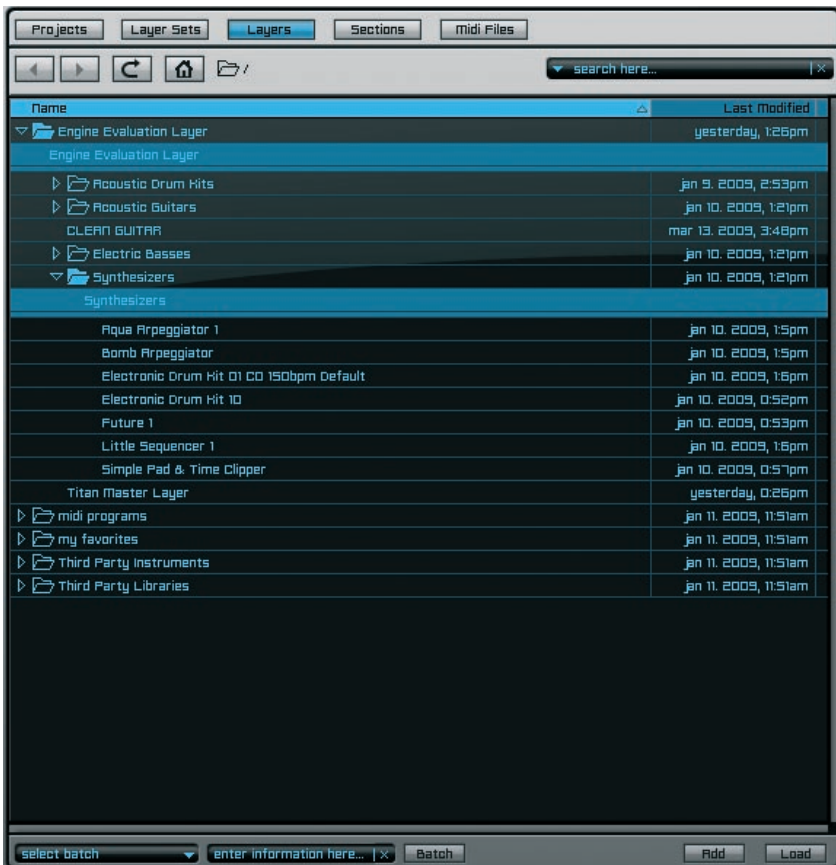 Projects Layer Sets Layers Sections Midi Files
/ search here... | x
Name Last Modified
Engine Evaluation Layer yesterday, 1:26pm
Engine Evaluation Layer
Acoustic Drum Kits jan 9. 2009, 2:53pm
Acoustic Guitars jan 10. 2009, 1:21pm
CLEAN GUITAR mar 13. 2009, 3:48pm
Electric Basses jan 10. 2009, 1:21pm
Synthesizers jan 10. 2009, 1:21pm
Synthesizers
Aqua Arpeggiator 1 jan 10. 2009, 1:5pm
Bomb Arpeggiator jan 10. 2009, 1:5pm
Electronic Drum Kit 01 CO 150bpm Default jan 10. 2009, 1:6pm
Electronic Drum Kit 10 jan 10. 2009, 0:52pm
Future 1 jan 10. 2009, 0:53pm
Little Sequencer 1 jan 10. 2009, 1:6pm
Simple Pad & Time Clipper jan 10. 2009, 0:57pm
Titan Master Layer yesterday, 0:26pm
midi programs jan 11. 2009, 11:51am
my favorites jan 11. 2009, 11:51am
Third Party Instruments jan 11. 2009, 11:51am
Third Party Libraries jan 11. 2009, 11:51am
select batch enter information here... | x Batch Add Load